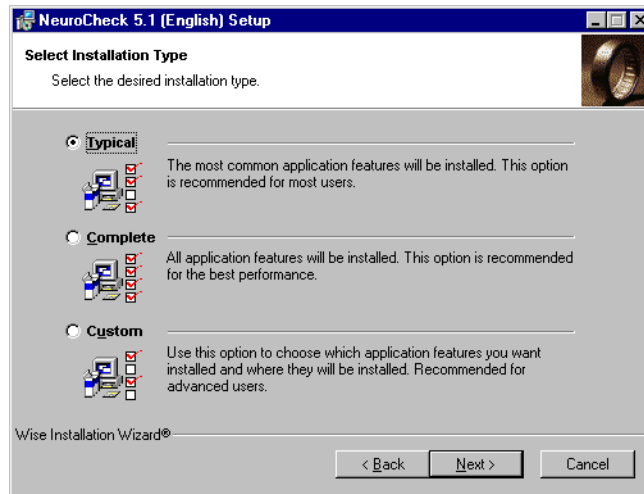 NeuroCheck 5.1 (English) Setup
Select Installation Type
Select the desired installation type.
Typical
The most common application features will be installed. This option
is recommended for most users.
Complete
All application features will be installed. This option is recommended
for the best performance.
Custom
Use this option to choose which application features you want
installed and where they will be installed. Recommended for
advanced users.
Wise Installation Wizard®
< Back
Next >
Cancel